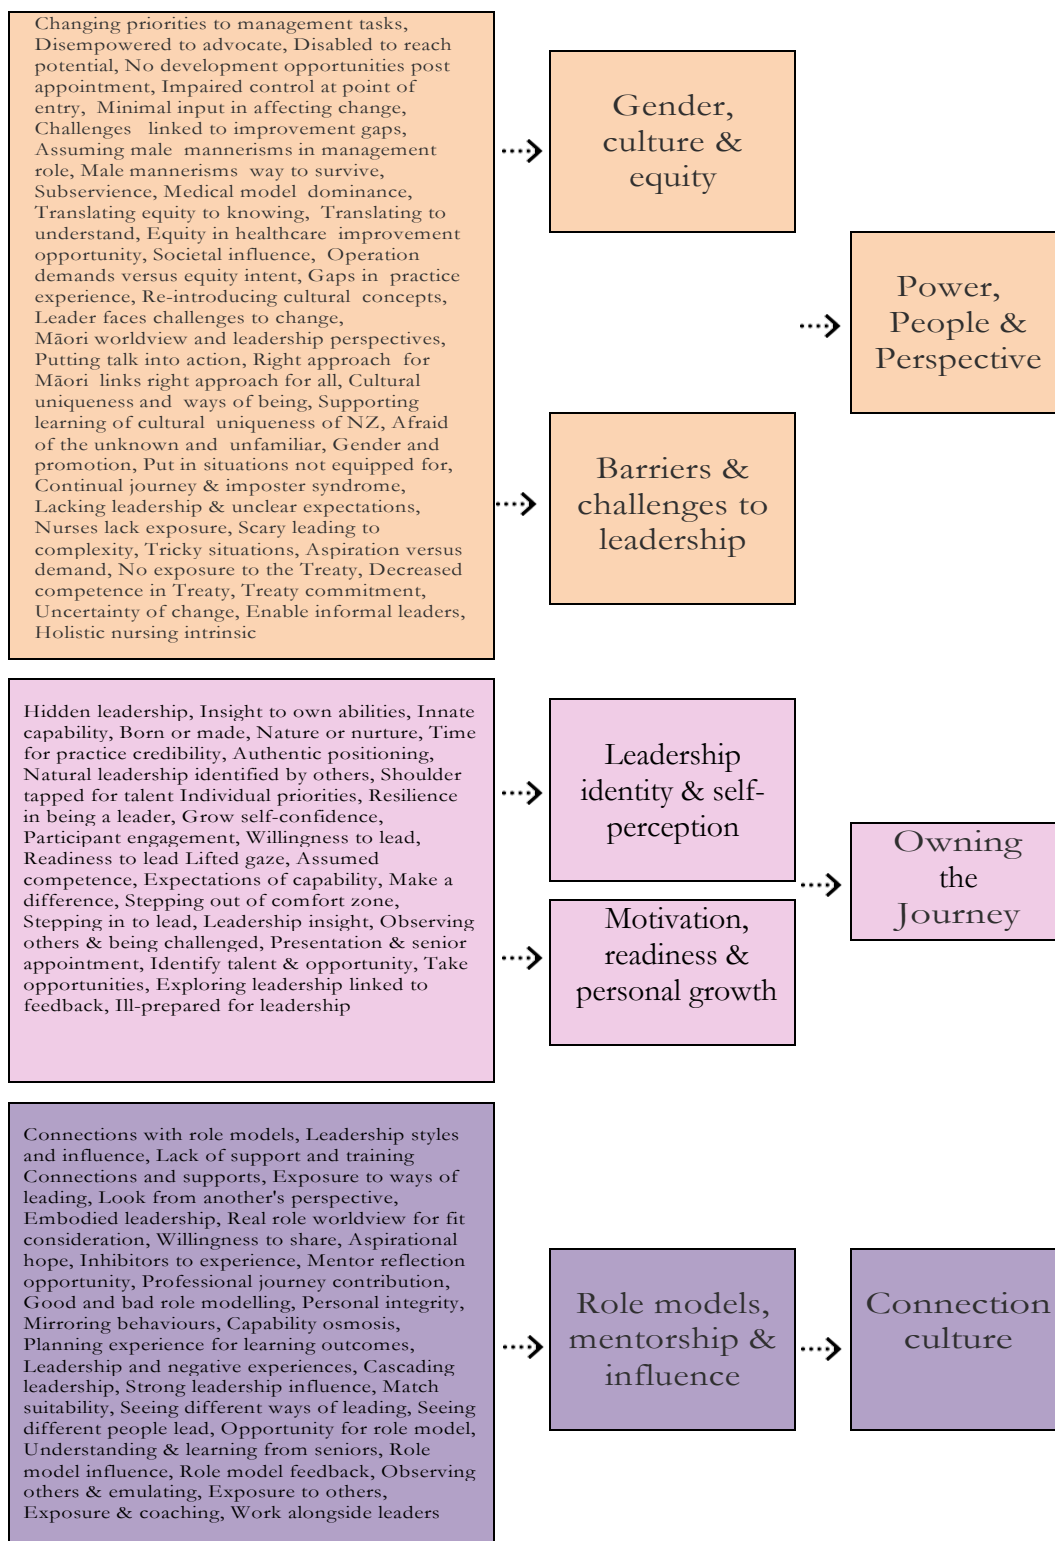 Changing priorities to management tasks,
Disempowered to advocate, Disabled to reach
potential, No development opportunities post
appointment, Impaired control at point of
entry, Minimal input in affecting change,
Challenges linked to improvement gaps,
Assuming male mannerisms in management
role, Male mannerisms way to survive,
Subservience, Medical model dominance,
Translating equity to knowing, Translating to
understand, Equity in healthcare improvement
opportunity, Societal influence, Operation
demands versus equity intent, Gaps in practice
experience, Re-introducing cultural concepts,
Leader faces challenges to change,
Māori worldview and leadership perspectives,
Putting talk into action, Right approach for
Māori links right approach for all, Cultural
uniqueness and ways of being, Supporting
learning of cultural uniqueness of NZ, Afraid
of the unknown and unfamiliar, Gender and
promotion, Put in situations not equipped for,
Continual journey & imposter syndrome,
Lacking leadership & unclear expectations,
Nurses lack exposure, Scary leading to
complexity, Tricky situations, Aspiration versus
demand, No exposure to the Treaty, Decreased
competence in Treaty, Treaty commitment,
Uncertainty of change, Enable informal leaders,
Holistic nursing intrinsic
Gender,
culture &
equity
Barriers &
challenges to
leadership
Power,
People &
Perspective
Hidden leadership, Insight to own abilities, Innate
capability, Born or made, Nature or nurture, Time
for practice credibility, Authentic positioning,
Natural leadership identified by others, Shoulder
tapped for talent Individual priorities, Resilience
in being a leader, Grow self-confidence,
Participant engagement, Willingness to lead,
Readiness to lead Lifted gaze, Assumed
competence, Expectations of capability, Make a
difference, Stepping out of comfort zone,
Stepping in to lead, Leadership insight, Observing
others & being challenged, Presentation & senior
appointment, Identify talent & opportunity, Take
opportunities, Exploring leadership linked to
feedback, Ill-prepared for leadership
Leadership
identity & self-
perception
Motivation,
readiness &
personal growth
Owning
the
Journey
Connections with role models, Leadership styles
and influence, Lack of support and training
Connections and supports, Exposure to ways of
leading, Look from another's perspective,
Embodied leadership, Real role worldview for fit
consideration, Willingness to share, Aspirational
hope, Inhibitors to experience, Mentor reflection
opportunity, Professional journey contribution,
Good and bad role modelling, Personal integrity,
Mirroring behaviours, Capability osmosis,
Planning experience for learning outcomes,
Leadership and negative experiences, Cascading
leadership, Strong leadership influence, Match
suitability, Seeing different ways of leading, Seeing
different people lead, Opportunity for role model,
Understanding & learning from seniors, Role
model influence, Role model feedback, Observing
others & emulating, Exposure to others,
Exposure & coaching, Work alongside leaders
Role models,
mentorship &
influence
Connection
culture